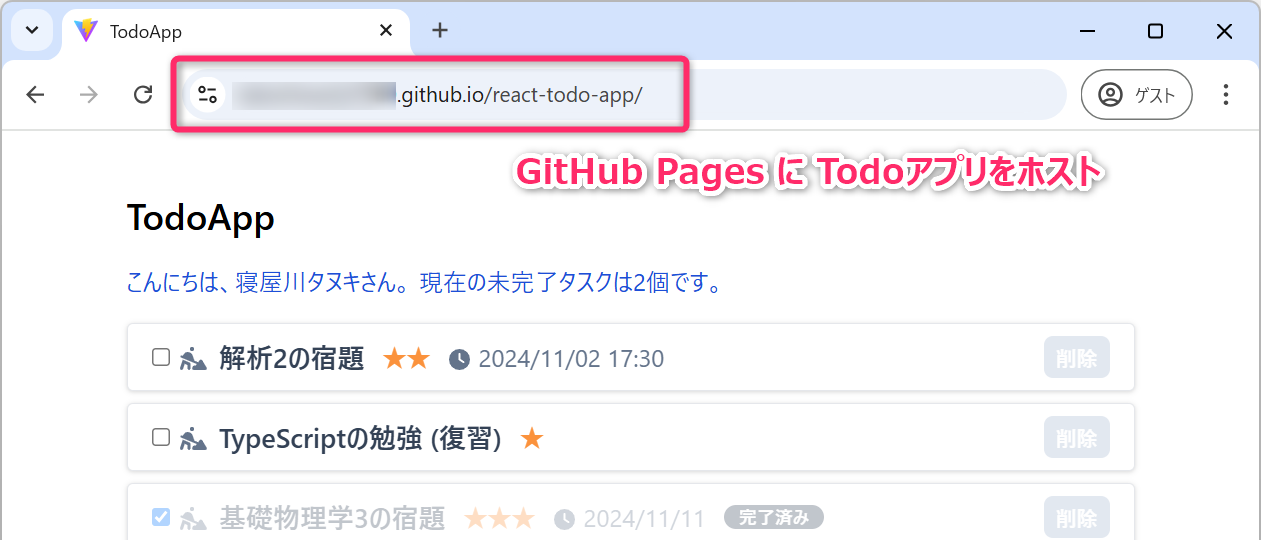 TodoApp
.github.io/react-todo-app/
ゲスト
GitHub Pages に Todoアプリをホスト
TodoApp
こんにちは、寝屋川タヌキさん。現在の未完了タスクは2個です。
解析2の宿題 ★★ 2024/11/02 17:30 削除
TypeScriptの勉強 (復習) ★ 削除
基礎物理学3の宿題 ★★★ 2024/11/11 完了済み 削除